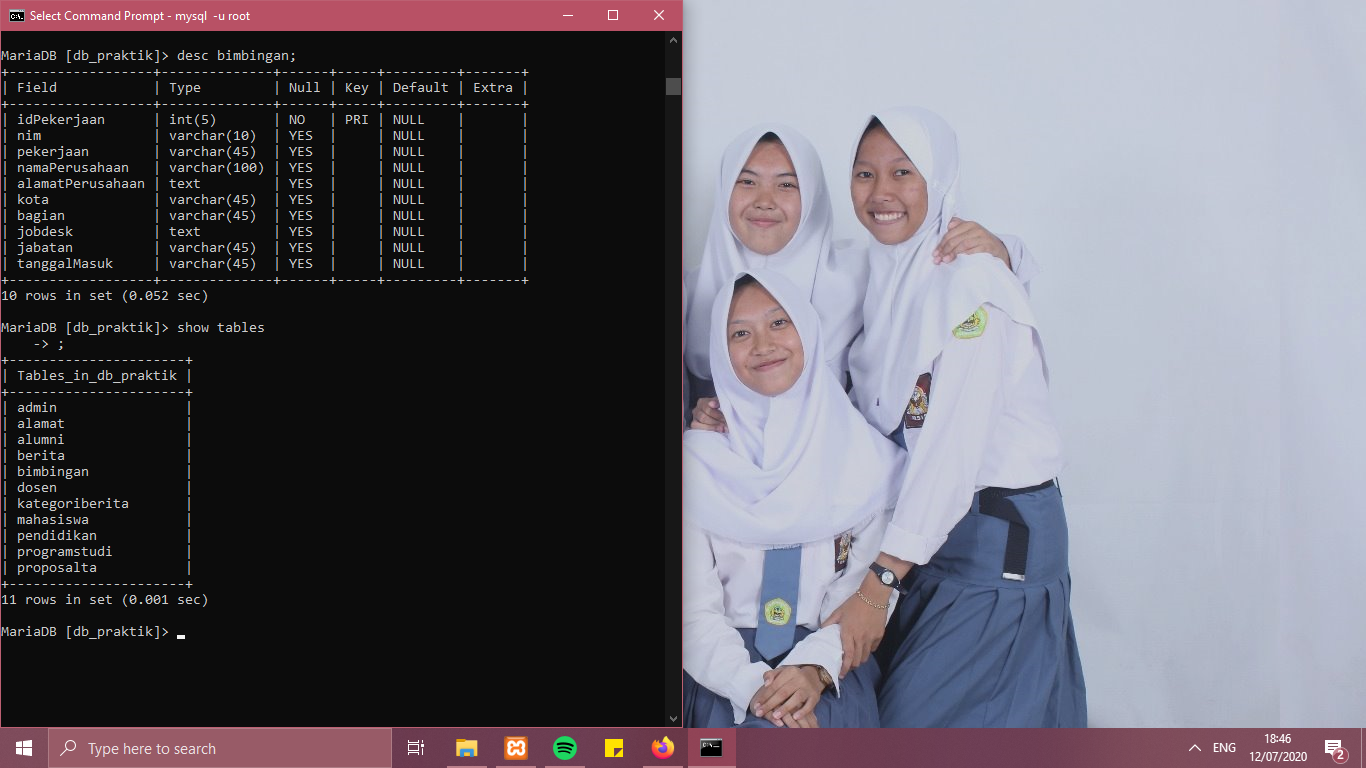 Select Command Prompt - mysql  -u root
MariaDB [db_praktik]> desc bimbingan;
+------------------+--------------+------+-----+---------+-------+
| Field            | Type         | Null | Key | Default | Extra |
+------------------+--------------+------+-----+---------+-------+
| idPekerjaan      | int(5)       | NO   | PRI | NULL    |       |
| nim              | varchar(10)  | YES  |     | NULL    |       |
| pekerjaan        | varchar(45)  | YES  |     | NULL    |       |
| namaPerusahaan   | varchar(100) | YES  |     | NULL    |       |
| alamatPerusahaan | text         | YES  |     | NULL    |       |
| kota             | varchar(45)  | YES  |     | NULL    |       |
| bagian           | varchar(45)  | YES  |     | NULL    |       |
| jobdesk          | text         | YES  |     | NULL    |       |
| jabatan          | varchar(45)  | YES  |     | NULL    |       |
| tanggalMasuk     | varchar(45)  | YES  |     | NULL    |       |
+------------------+--------------+------+-----+---------+-------+
10 rows in set (0.052 sec)
MariaDB [db_praktik]> show tables
    -> ;
+----------------------+
| Tables_in_db_praktik |
+----------------------+
| admin                |
| alamat               |
| alumni               |
| berita               |
| bimbingan            |
| dosen                |
| kategoriberita       |
| mahasiswa            |
| pendidikan           |
| programstudi         |
| proposalta           |
+----------------------+
11 rows in set (0.001 sec)
MariaDB [db_praktik]>
Type here to search
ENG
18:46
12/07/2020
2